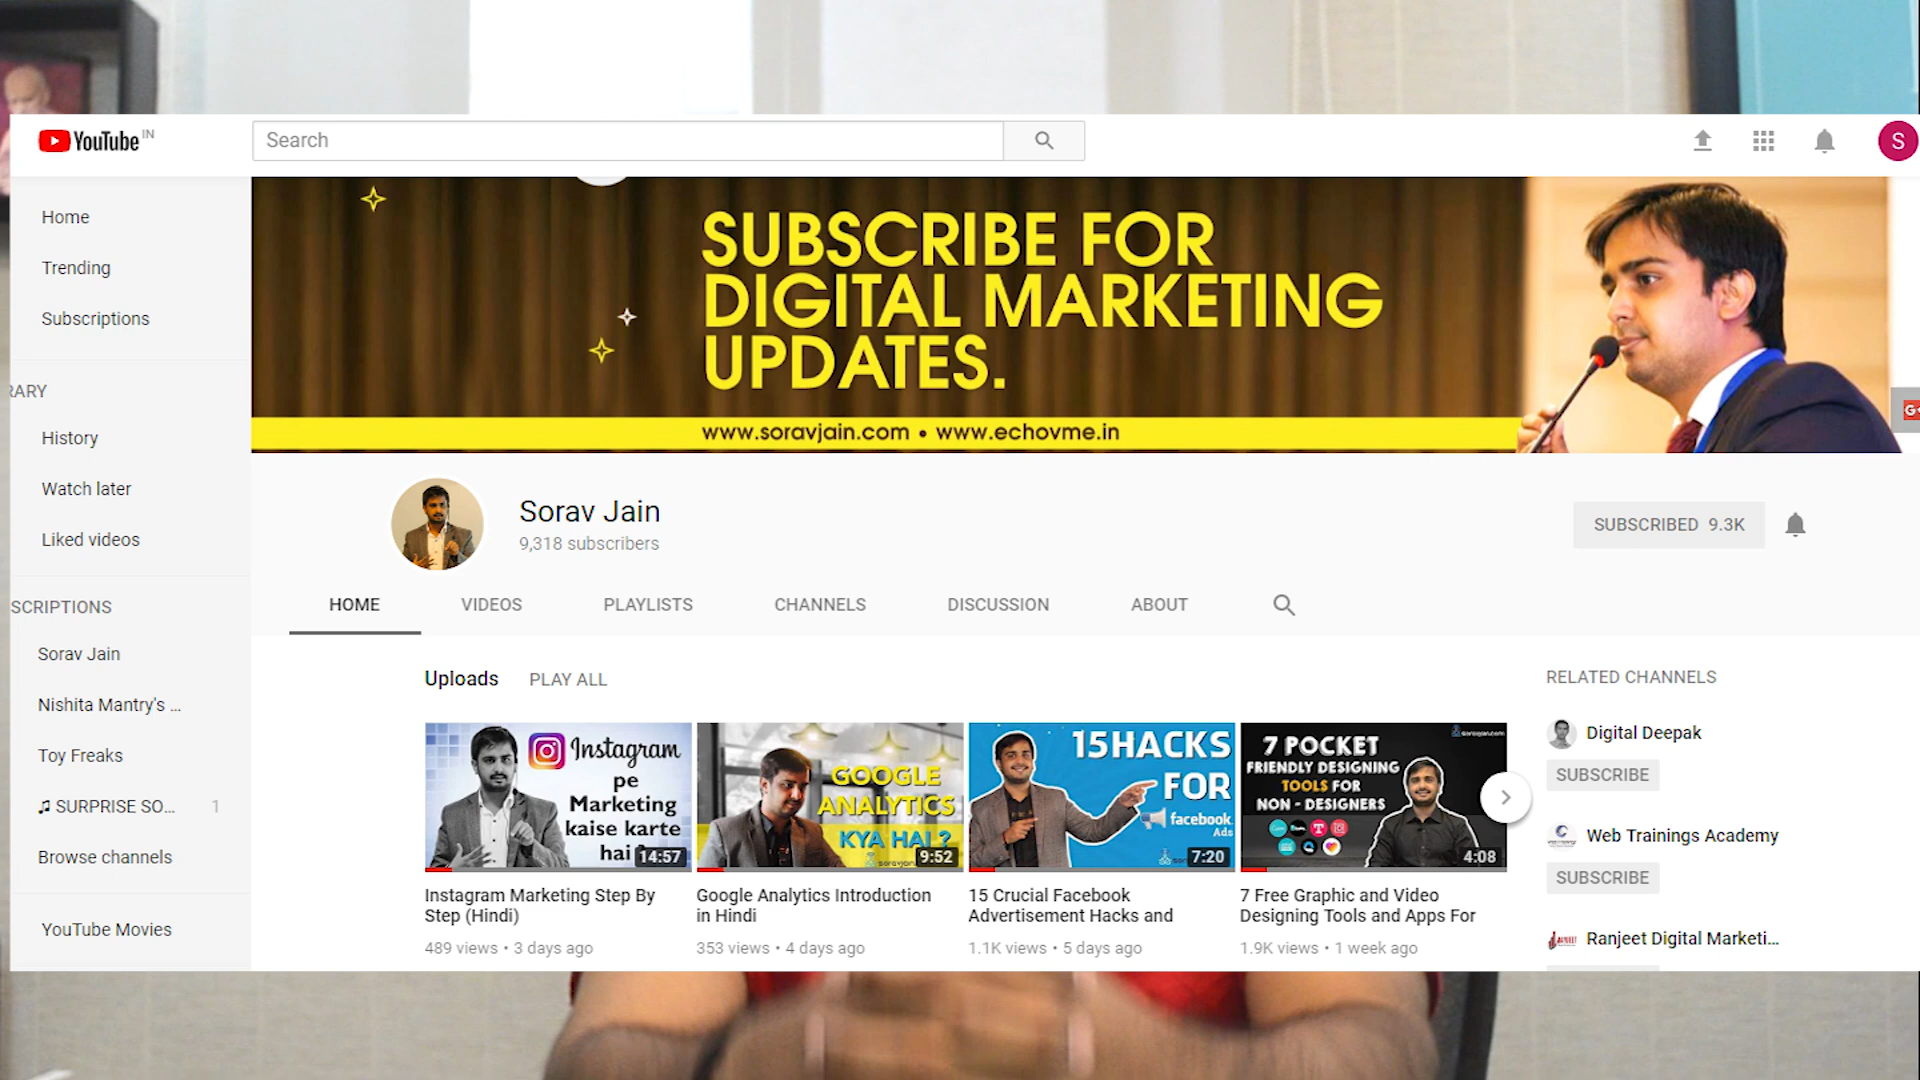 YouTube IN
Search
S
Home
Trending
Subscriptions
RARY
History
Watch later
Liked videos
SCRIPTIONS
Sorav Jain
Nishita Mantry's ...
Toy Freaks
SURPRISE SO... 1
Browse channels
YouTube Movies
SUBSCRIBE FOR
DIGITAL MARKETING
UPDATES.
www.soravjain.com • www.echovme.in
G+
Sorav Jain
9,318 subscribers
SUBSCRIBED 9.3K
HOME VIDEOS PLAYLISTS CHANNELS DISCUSSION ABOUT
Uploads PLAY ALL
Instagram
pe
Marketing
kaise karte
hai
14:57
Instagram Marketing Step By
Step (Hindi)
489 views • 3 days ago
GOOGLE
ANALYTICS
KYA HAI ?
9:52
Google Analytics Introduction
in Hindi
353 views • 4 days ago
15 HACKS
FOR
facebook
Ads
7:20
15 Crucial Facebook
Advertisement Hacks and
1.1K views • 5 days ago
soravjain.com
7 POCKET
FRIENDLY DESIGNING
TOOLS FOR
NON - DESIGNERS
4:08
7 Free Graphic and Video
Designing Tools and Apps For
1.9K views • 1 week ago
RELATED CHANNELS
Digital Deepak
SUBSCRIBE
Web Trainings Academy
SUBSCRIBE
Ranjeet Digital Marketi...